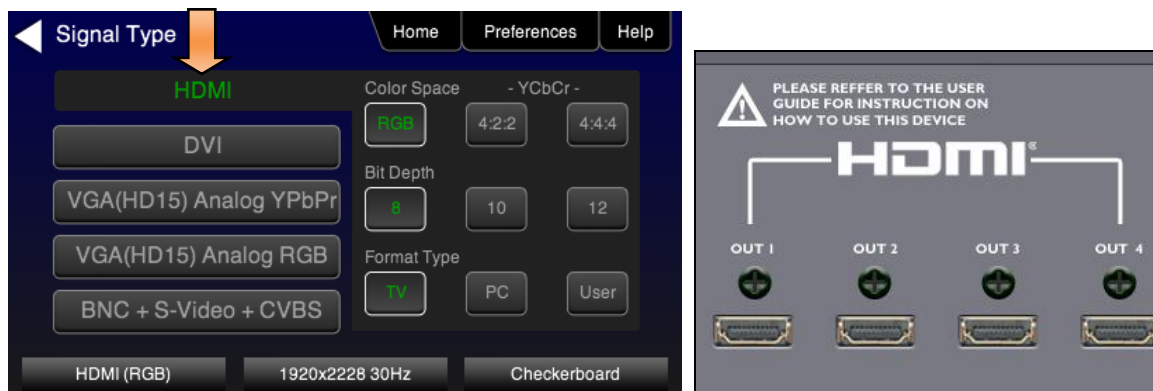 Signal Type
Home
Preferences
Help
HDMI
DVI
VGA(HD15) Analog YPbPr
VGA(HD15) Analog RGB
BNC + S-Video + CVBS
Color Space
- YCbCr -
RGB
4:2:2
4:4:4
Bit Depth
8
10
12
Format Type
TV
PC
User
HDMI (RGB)
1920x2228 30Hz
Checkerboard
PLEASE REFFER TO THE USER
GUIDE FOR INSTRUCTION ON
HOW TO USE THIS DEVICE
HDMI®
OUT 1
OUT 2
OUT 3
OUT 4